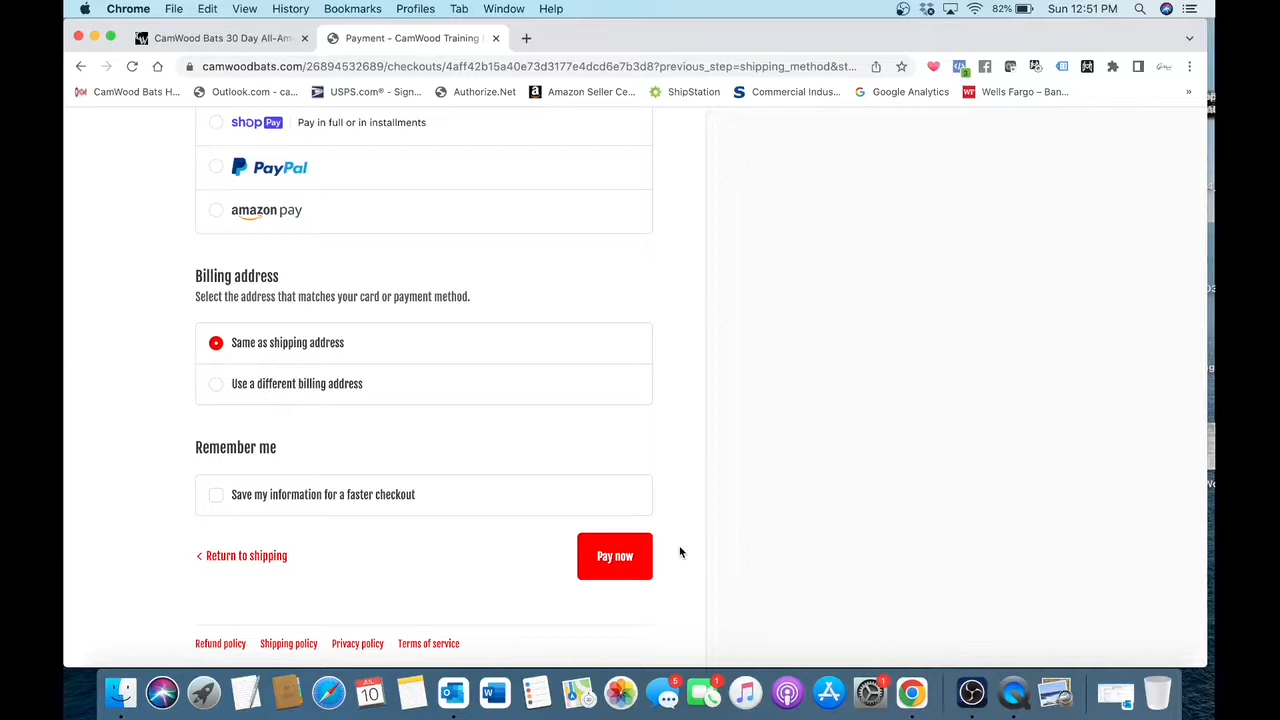 Chrome File Edit View History Bookmarks Profiles Tab Window Help 82% Sun 12:51 PM
CamWood Bats 30 Day All-Am
Payment - CamWood Training
camwoodbats.com/26894532689/checkouts/4aff42b15a40e73d3177e4dcd6e7b3d8?previous_step=shipping_method&st...
CamWood Bats H... Outlook.com - ca... USPS.com® - Sign... Authorize.Net Amazon Seller Ce... ShipStation Commercial Indus... Google Analytics Wells Fargo – Ban... »
shop Pay Pay in full or in installments
PayPal
amazon pay
Billing address
Select the address that matches your card or payment method.
Same as shipping address
Use a different billing address
Remember me
Save my information for a faster checkout
< Return to shipping
Pay now
Refund policy Shipping policy Privacy policy Terms of service
JUL
10
5
1
1